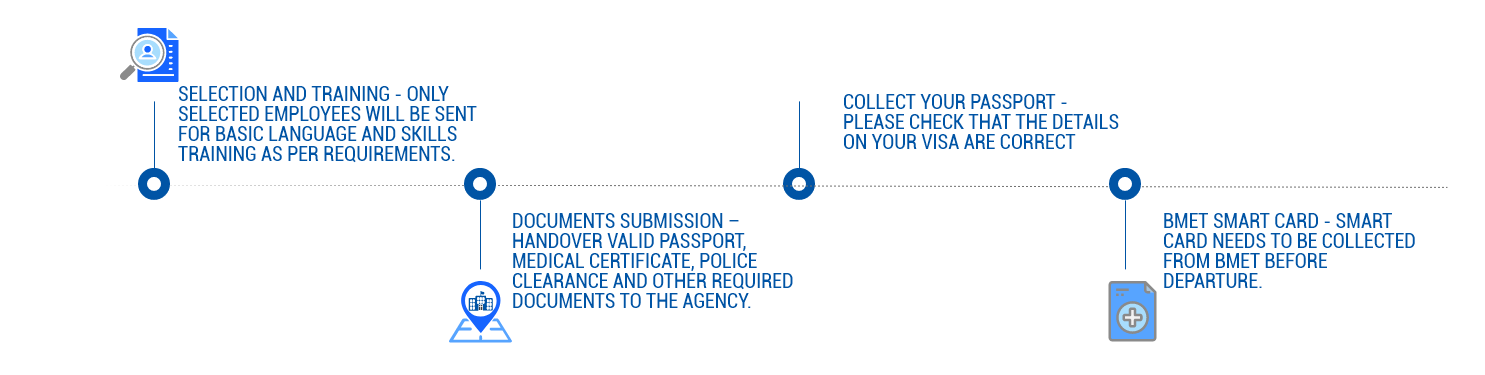 SELECTION AND TRAINING - ONLY
SELECTED EMPLOYEES WILL BE SENT
FOR BASIC LANGUAGE AND SKILLS
TRAINING AS PER REQUIREMENTS.
DOCUMENTS SUBMISSION –
HANDOVER VALID PASSPORT,
MEDICAL CERTIFICATE, POLICE
CLEARANCE AND OTHER REQUIRED
DOCUMENTS TO THE AGENCY.
COLLECT YOUR PASSPORT -
PLEASE CHECK THAT THE DETAILS
ON YOUR VISA ARE CORRECT
BMET SMART CARD - SMART
CARD NEEDS TO BE COLLECTED
FROM BMET BEFORE
DEPARTURE.